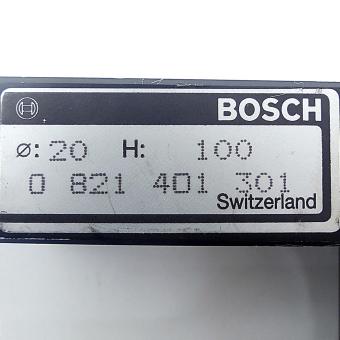 BOSCH
ø: 20 H: 100
0 821 401 301
Switzerland